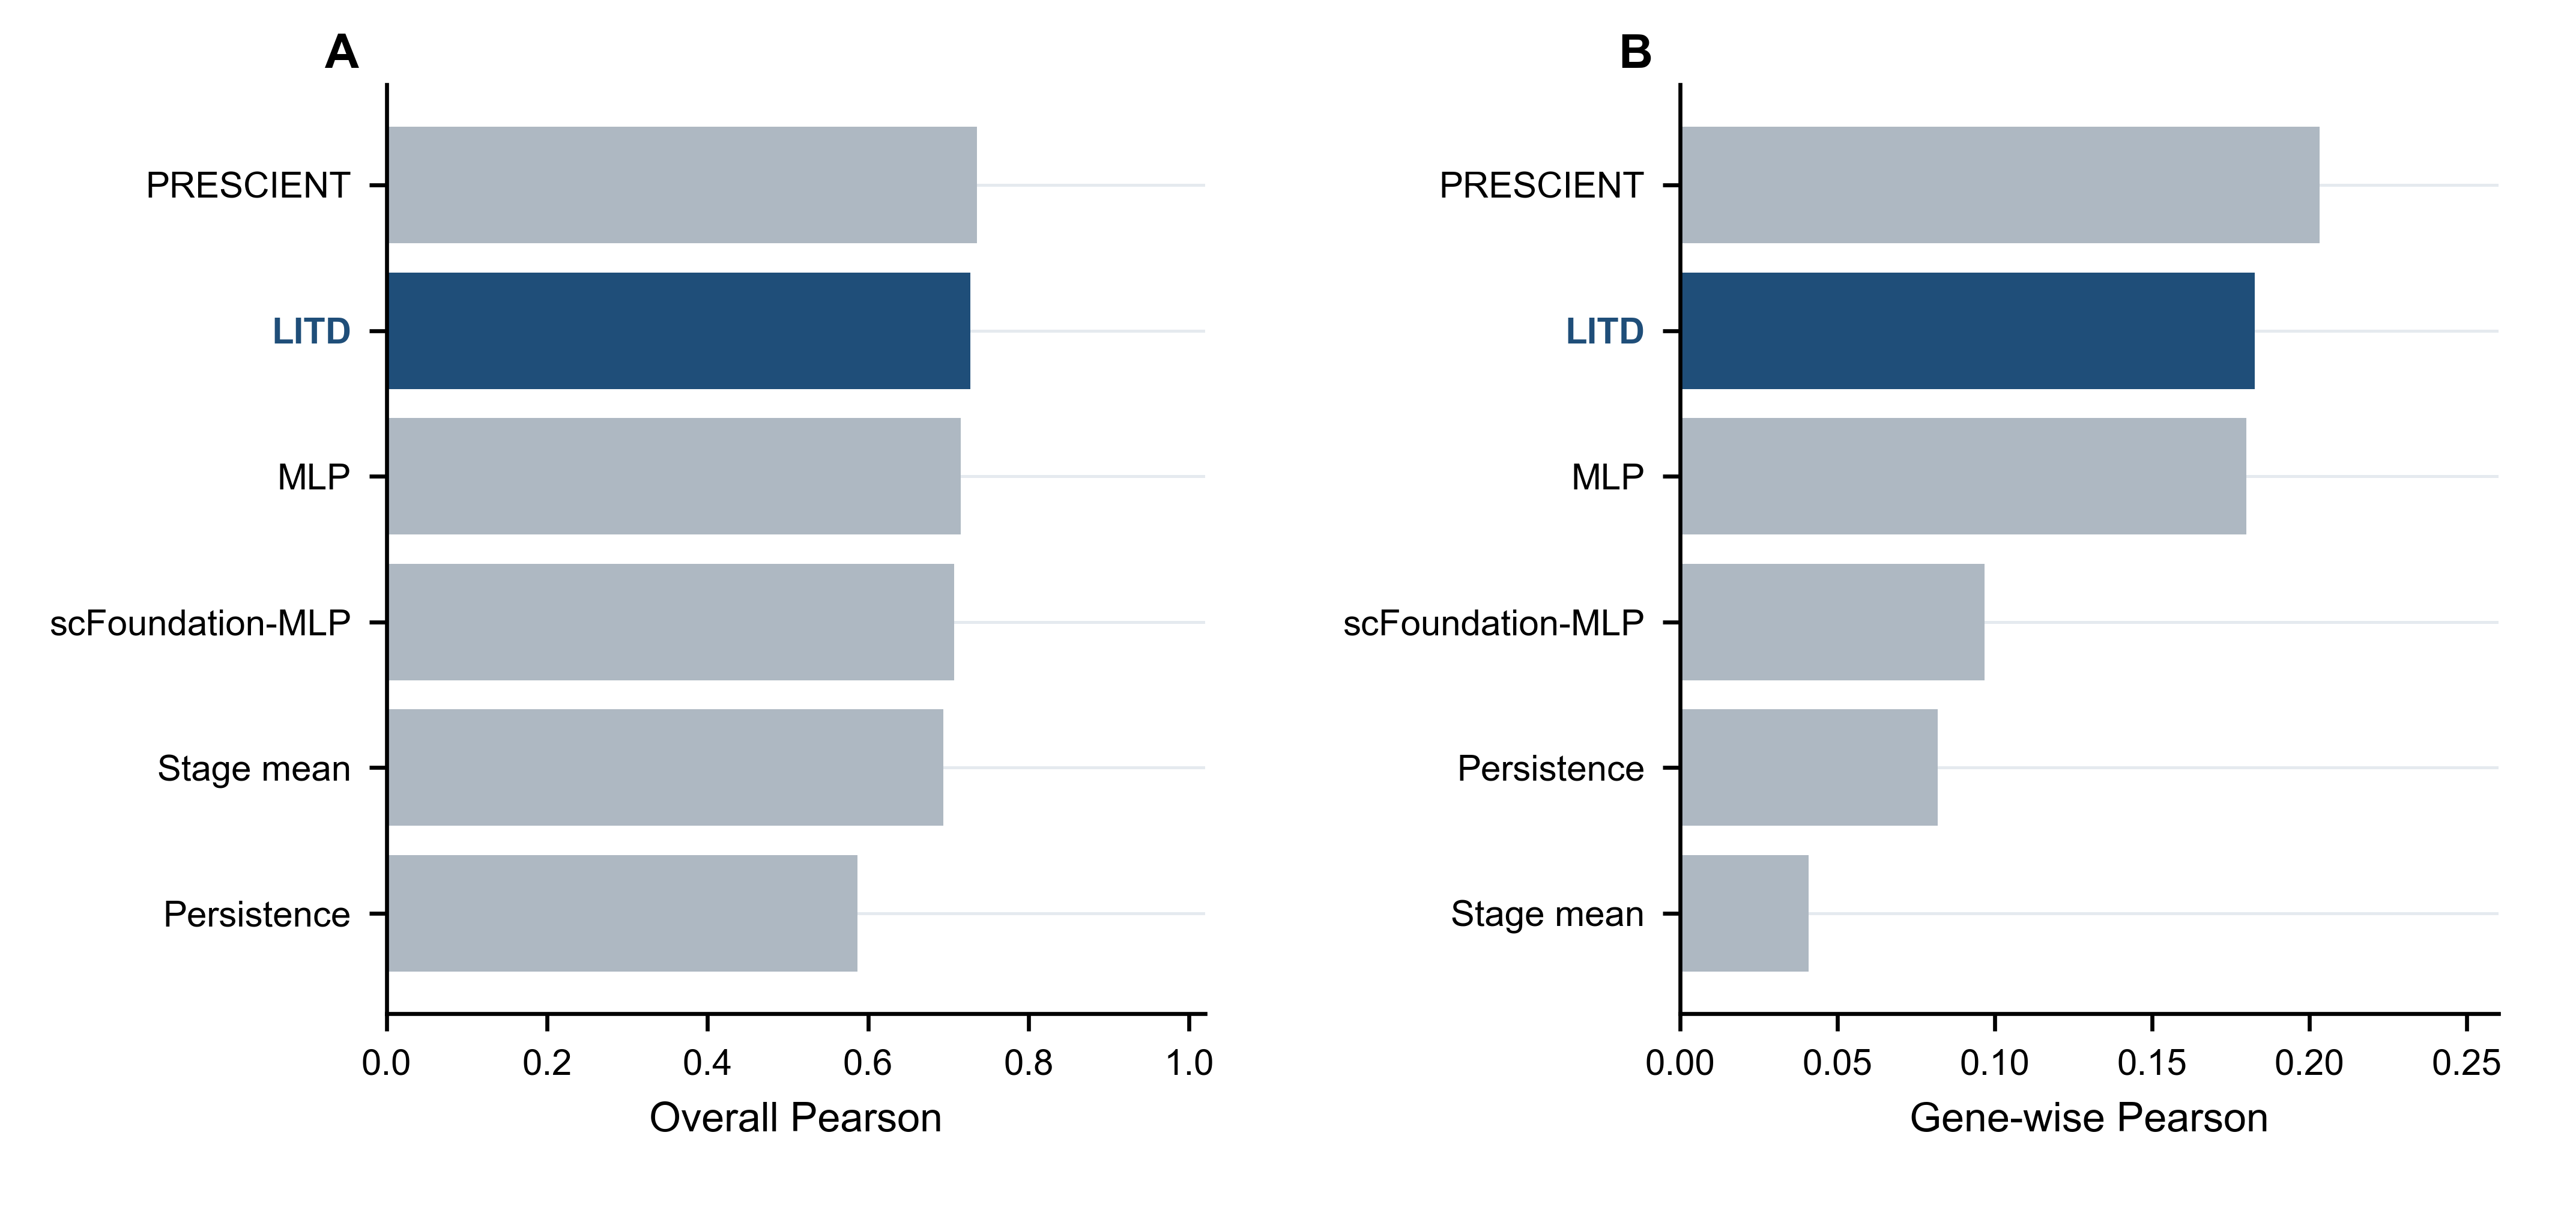 A
PRESCIENT
LITD
MLP
scFoundation-MLP
Stage mean
Persistence
0.0 0.2 0.4 0.6 0.8 1.0
Overall Pearson
B
PRESCIENT
LITD
MLP
scFoundation-MLP
Persistence
Stage mean
0.00 0.05 0.10 0.15 0.20 0.25
Gene-wise Pearson